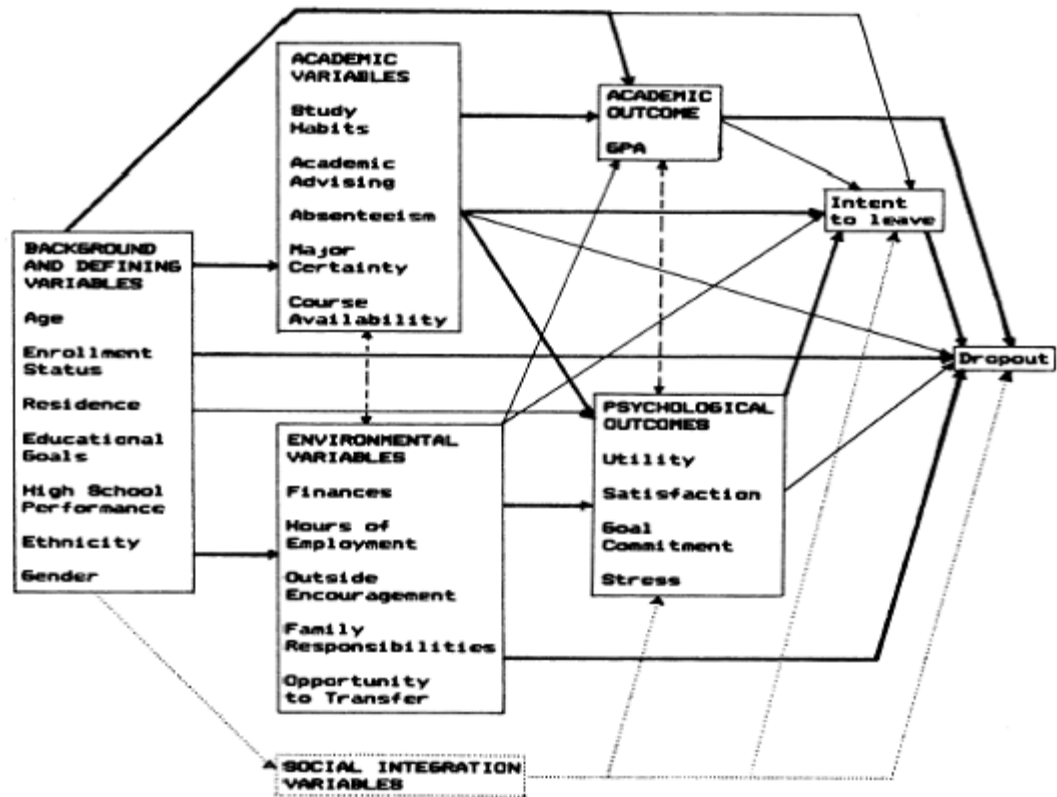 ACADEMIC
VARIABLES
Study
Habits
Academic
Advising
Absenteeism
Major
Certainty
Course
Availability
ACADEMIC
OUTCOME
GPA
Intent
to leave
BACKGROUND
AND DEFINING
VARIABLES
Age
Enrollment
Status
Residence
Educational
Goals
High School
Performance
Ethnicity
Gender
Dropout
ENVIRONMENTAL
VARIABLES
Finances
Hours of
Employment
Outside
Encouragement
Family
Responsibilities
Opportunity
to Transfer
PSYCHOLOGICAL
OUTCOMES
Utility
Satisfaction
Goal
Commitment
Stress
SOCIAL INTEGRATION
VARIABLES